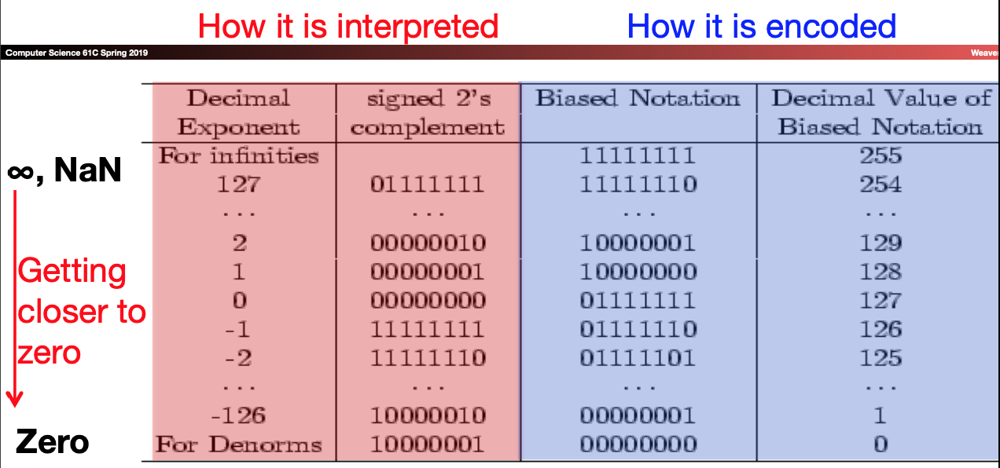 How it is interpreted How it is encoded
Computer Science 61C Spring 2019 Weave
Decimal signed 2's Biased Notation Decimal Value of
Exponent complement Biased Notation
For infinities 11111111 255
∞, NaN
127 01111111 11111110 254
... ... ... ...
2 00000010 10000001 129
Getting
1 00000001 10000000 128
0 00000000 01111111 127
closer to
-1 11111111 01111110 126
zero
-2 11111110 01111101 125
... ... ... ...
-126 10000010 00000001 1
Zero
For Denorms 10000001 00000000 0